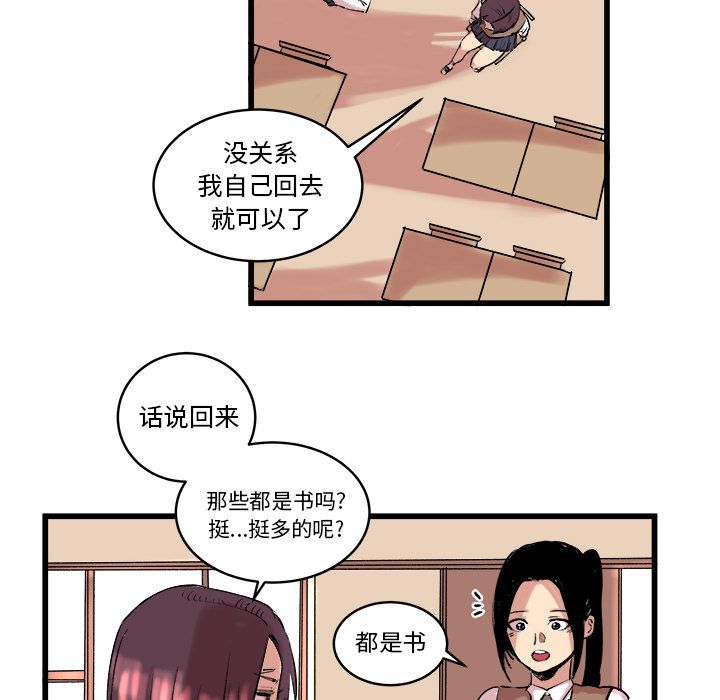 没关系
我自己回去
就可以了
话说回来
那些都是书吗?
挺...挺多的呢?
都是书